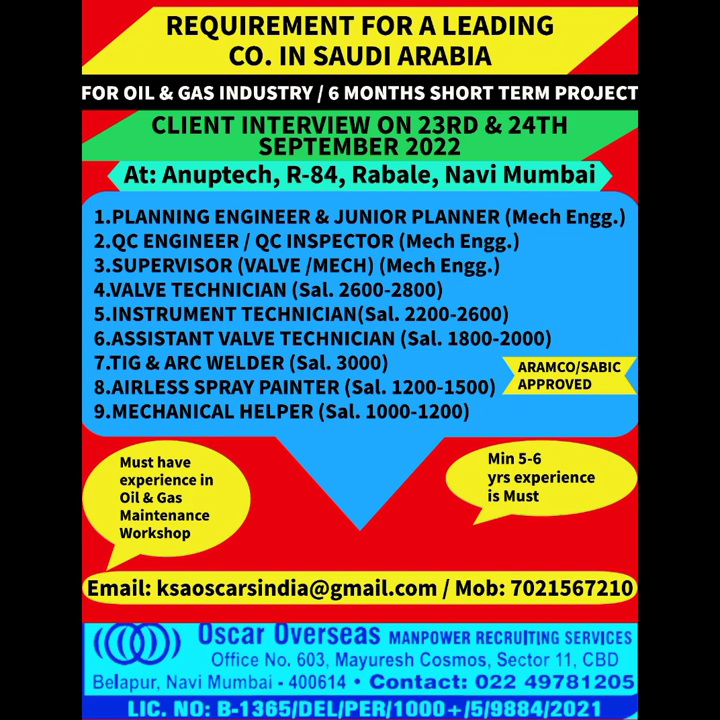 REQUIREMENT FOR A LEADING
CO. IN SAUDI ARABIA
FOR OIL & GAS INDUSTRY / 6 MONTHS SHORT TERM PROJECT
CLIENT INTERVIEW ON 23RD & 24TH
SEPTEMBER 2022
At: Anuptech, R-84, Rabale, Navi Mumbai
1.PLANNING ENGINEER & JUNIOR PLANNER (Mech Engg.)
2.QC ENGINEER / QC INSPECTOR (Mech Engg.)
3.SUPERVISOR (VALVE /MECH) (Mech Engg.)
4.VALVE TECHNICIAN (Sal. 2600-2800)
5.INSTRUMENT TECHNICIAN(Sal. 2200-2600)
6.ASSISTANT VALVE TECHNICIAN (Sal. 1800-2000)
7.TIG & ARC WELDER (Sal. 3000)
8.AIRLESS SPRAY PAINTER (Sal. 1200-1500)
9.MECHANICAL HELPER (Sal. 1000-1200)
ARAMCO/SABIC
APPROVED
Must have
experience in
Oil & Gas
Maintenance
Workshop
Min 5-6
yrs experience
is Must
Email: ksaoscarsindia@gmail.com / Mob: 7021567210
Oscar Overseas MANPOWER RECRUITING SERVICES
Office No. 603, Mayuresh Cosmos, Sector 11, CBD
Belapur, Navi Mumbai - 400614 • Contact: 022 49781205
LIC. NO: B-1365/DEL/PER/1000+/5/9884/2021